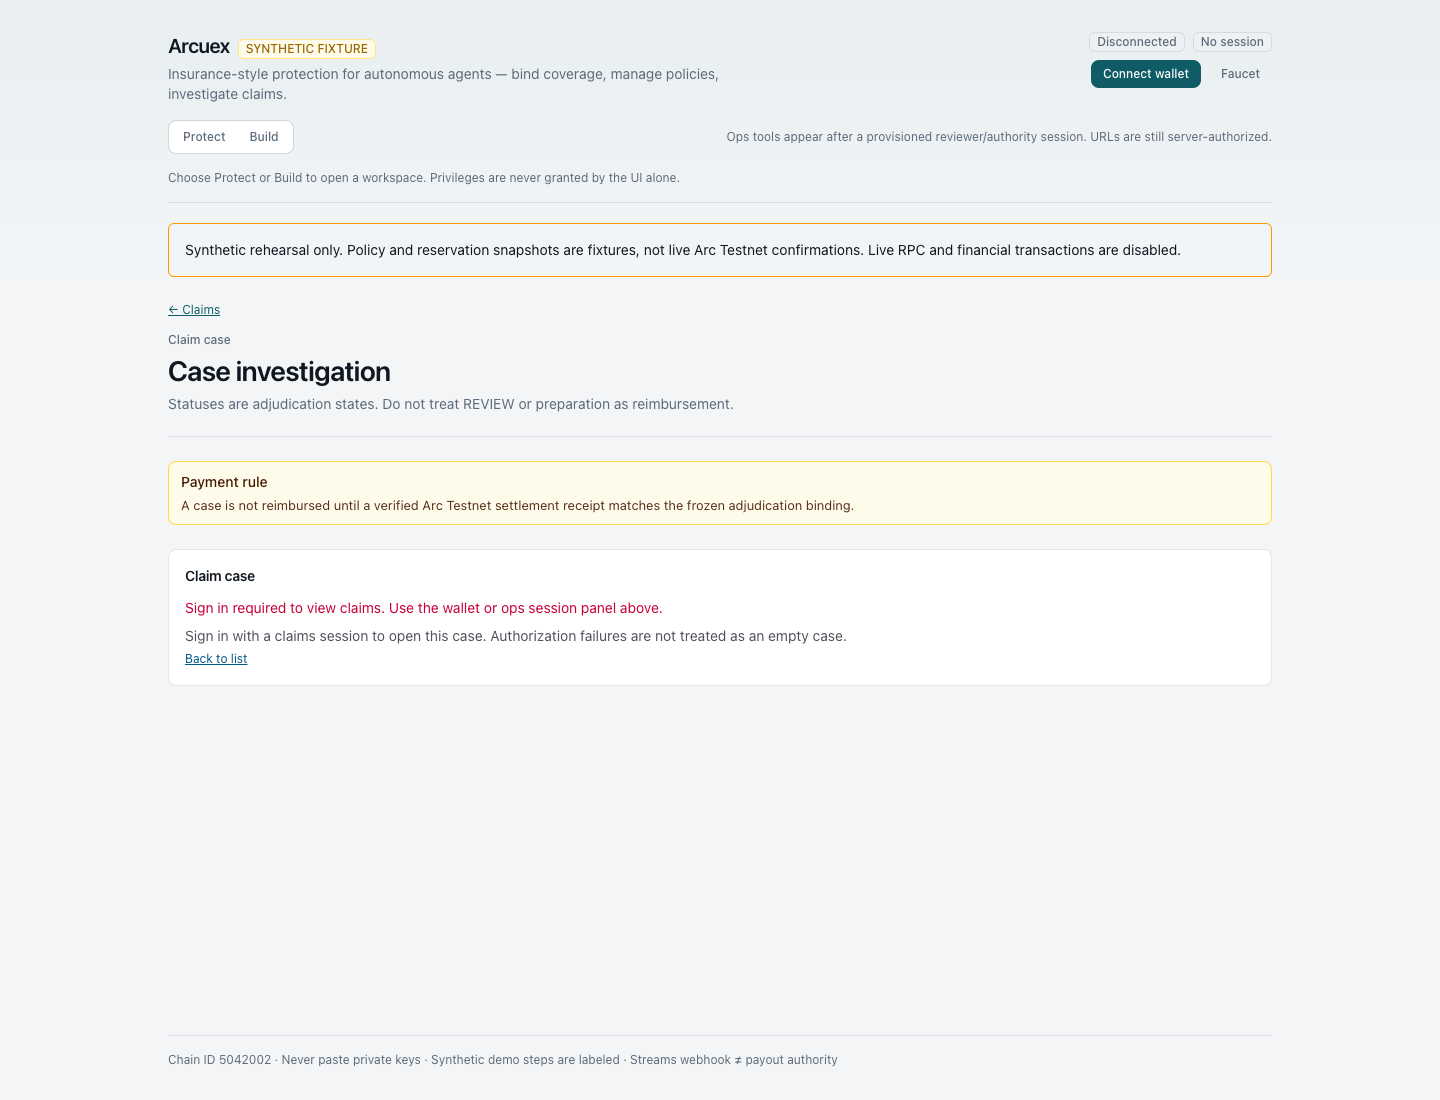 Arcuex SYNTHETIC FIXTURE
Disconnected No session
Insurance-style protection for autonomous agents — bind coverage, manage policies,
investigate claims.
Connect wallet Faucet
Protect Build
Ops tools appear after a provisioned reviewer/authority session. URLs are still server-authorized.
Choose Protect or Build to open a workspace. Privileges are never granted by the UI alone.
Synthetic rehearsal only. Policy and reservation snapshots are fixtures, not live Arc Testnet confirmations. Live RPC and financial transactions are disabled.
← Claims
Claim case
Case investigation
Statuses are adjudication states. Do not treat REVIEW or preparation as reimbursement.
Payment rule
A case is not reimbursed until a verified Arc Testnet settlement receipt matches the frozen adjudication binding.
Claim case
Sign in required to view claims. Use the wallet or ops session panel above.
Sign in with a claims session to open this case. Authorization failures are not treated as an empty case.
Back to list
Chain ID 5042002 · Never paste private keys · Synthetic demo steps are labeled · Streams webhook ≠ payout authority